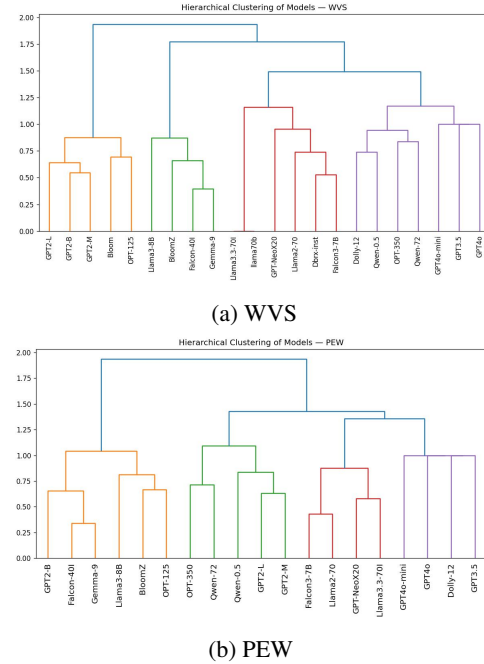 Hierarchical Clustering of Models — WVS
2.00
1.75
1.50
1.25
1.00
0.75
0.50
0.25
0.00
GPT2-L
GPT2-B
GPT2-M
Bloom
OPT-125
Llama3-8B
BloomZ
Falcon-40I
Gemma-9
Llama3.3-70I
llama70b
GPT-NeoX20
Llama2-70
Dbrx-inst
Falcon3-7B
Dolly-12
Qwen-0.5
OPT-350
Qwen-72
GPT4o-mini
GPT3.5
GPT4o
(a) WVS
Hierarchical Clustering of Models — PEW
2.00
1.75
1.50
1.25
1.00
0.75
0.50
0.25
0.00
GPT2-B
Falcon-40I
Gemma-9
Llama3-8B
BloomZ
OPT-125
OPT-350
Qwen-72
Qwen-0.5
GPT2-L
GPT2-M
Falcon3-7B
Llama2-70
GPT-NeoX20
Llama3.3-70I
GPT4o-mini
GPT4o
Dolly-12
GPT3.5
(b) PEW